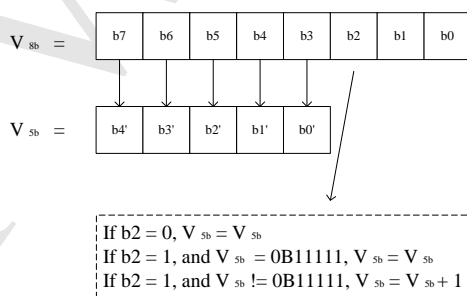 V 8b = b7 b6 b5 b4 b3 b2 b1 b0
V 5b = b4' b3' b2' b1' b0'
If b2 = 0, V 5b = V 5b
If b2 = 1, and V 5b = 0B11111, V 5b = V 5b
If b2 = 1, and V 5b != 0B11111, V 5b = V 5b + 1